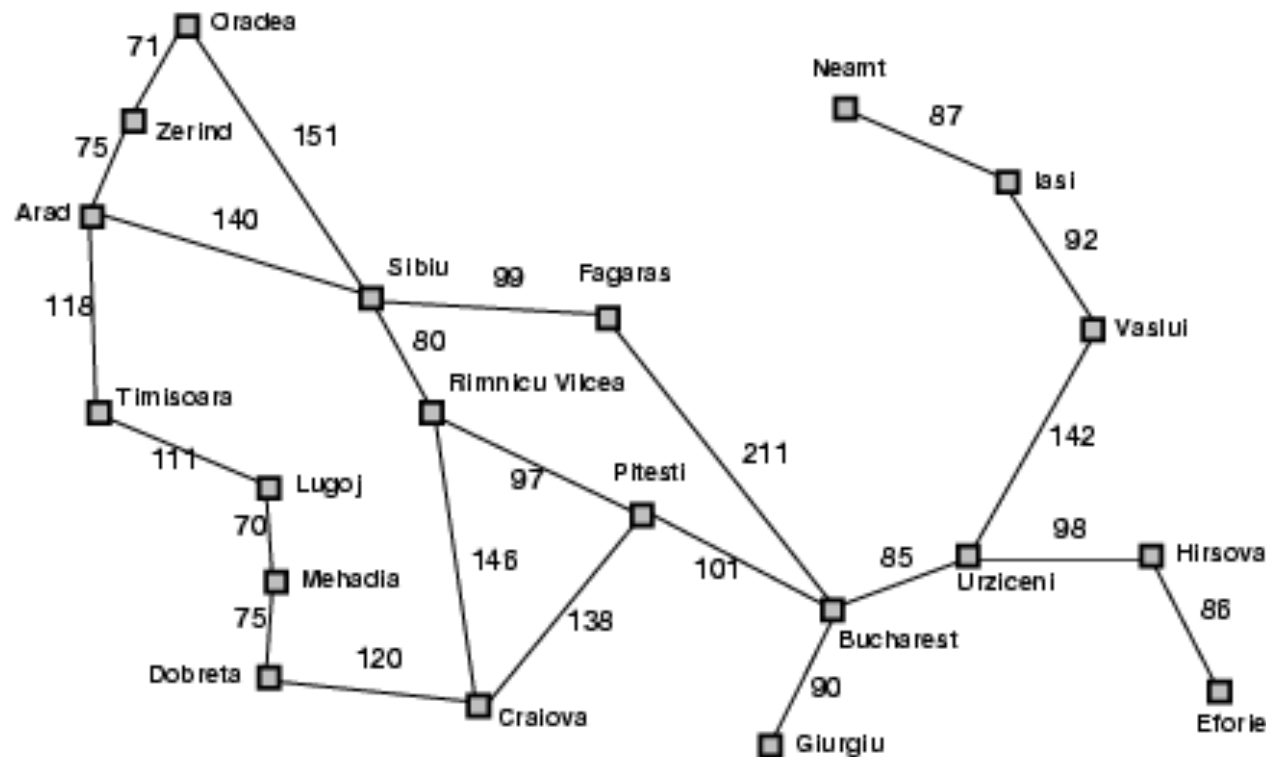 Oradea
71
Neamt
87
Zerind
151
75
Iasi
Arad
140
92
Sibiu
99
Fagaras
118
Vaslui
80
Timisoara
Rimnicu Vilcea
142
111
211
Lugoj
97
Pitesti
70
98
Hirsova
146
101
85
Mehadia
Urziceni
75
138
86
Bucharest
120
Dobreta
90
Craiova
Eforie
Giurgiu